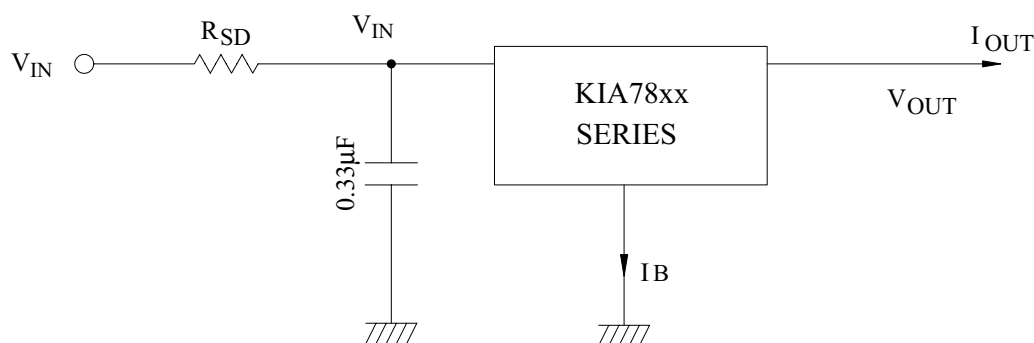 R_SD
V_IN
V_IN
I_OUT
V_OUT
KIA78xx
SERIES
0.33μF
I_B